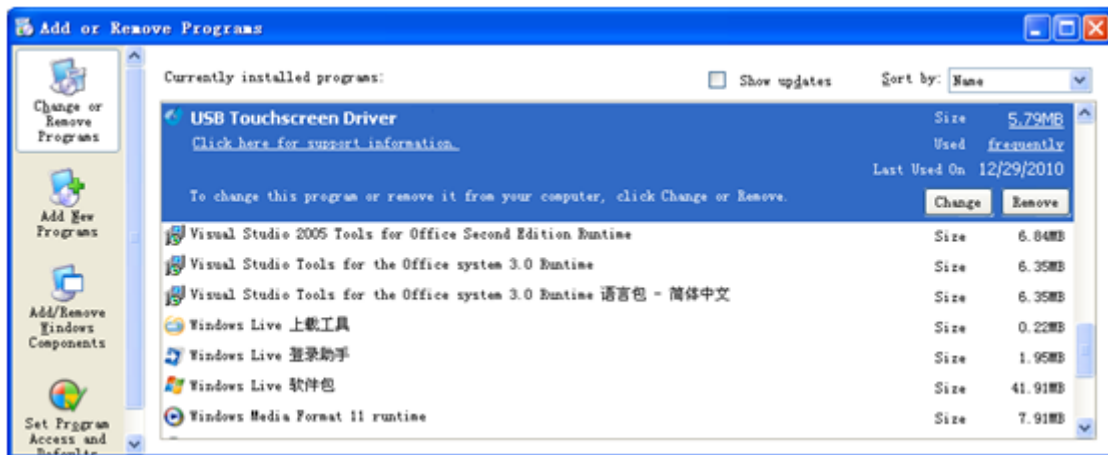 Add or Remove Programs
Change or
Remove
Programs
Add New
Programs
Add/Remove
Windows
Components
Set Program
Access and
Defaults
Currently installed programs:
Show updates
Sort by: Name
USB Touchscreen Driver Size 5.79MB
Click here for support information. Used frequently
Last Used On 12/29/2010
To change this program or remove it from your computer, click Change or Remove. Change Remove
Visual Studio 2005 Tools for Office Second Edition Runtime Size 6.84MB
Visual Studio Tools for the Office system 3.0 Runtime Size 6.35MB
Visual Studio Tools for the Office system 3.0 Runtime 语言包 - 简体中文 Size 6.35MB
Windows Live 上载工具 Size 0.22MB
Windows Live 登录助手 Size 1.95MB
Windows Live 软件包 Size 41.91MB
Windows Media Format 11 runtime Size 7.91MB